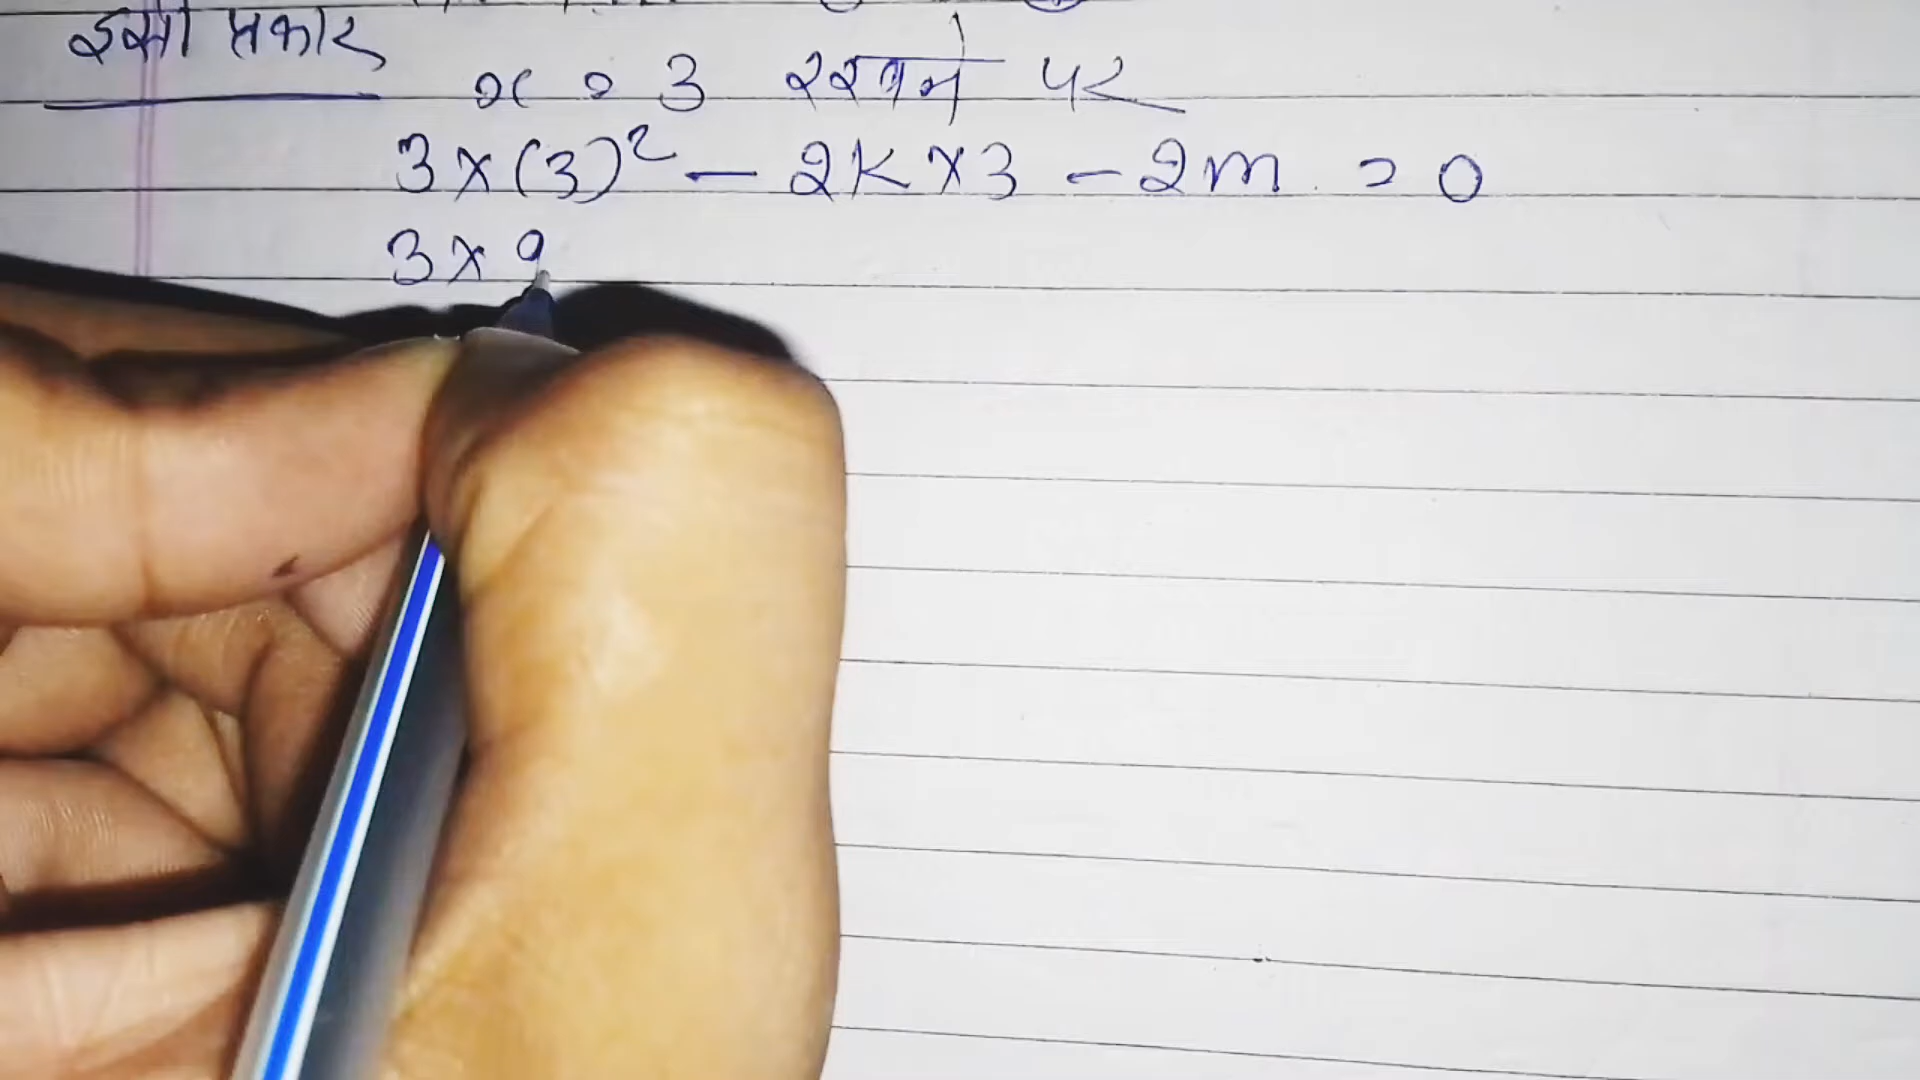 इसी प्रकार
x = 3 रखने पर
3 × (3)² - 2K × 3 - 2m = 0
3 × 9